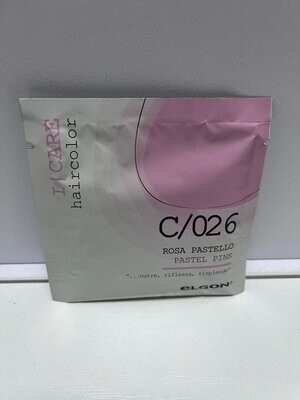 I·CARE
haircolor
C/026
ROSA PASTELLO
PASTEL PINK
"...nutre, riflessa, risplende"
eLGON